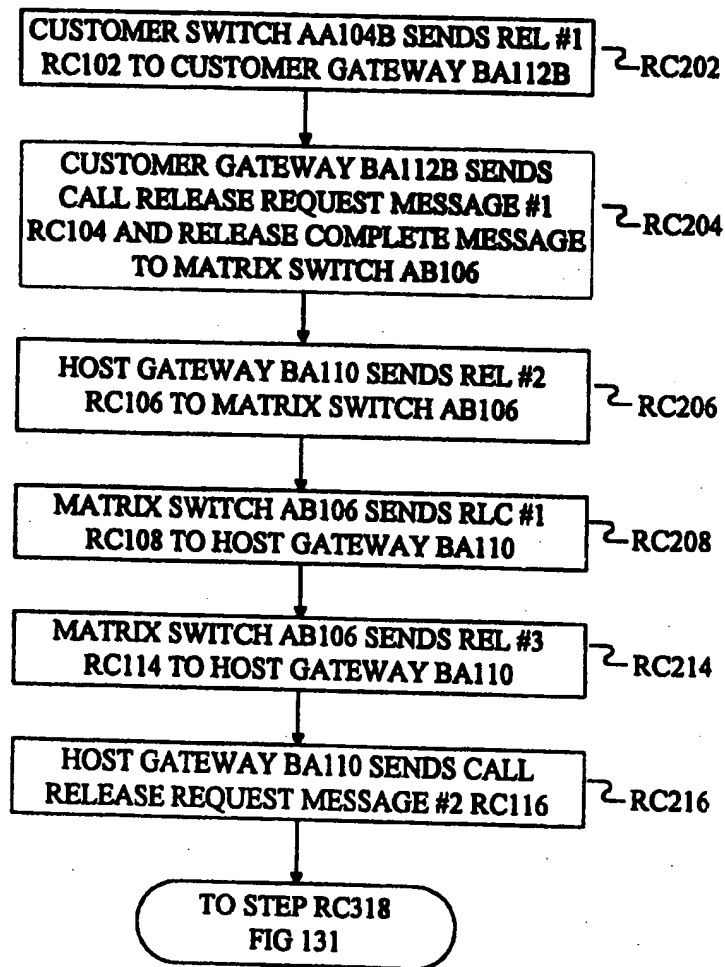 CUSTOMER SWITCH AA104B SENDS REL #1
RC102 TO CUSTOMER GATEWAY BA112B
RC202
CUSTOMER GATEWAY BA112B SENDS
CALL RELEASE REQUEST MESSAGE #1
RC104 AND RELEASE COMPLETE MESSAGE
TO MATRIX SWITCH AB106
RC204
HOST GATEWAY BA110 SENDS REL #2
RC106 TO MATRIX SWITCH AB106
RC206
MATRIX SWITCH AB106 SENDS RLC #1
RC108 TO HOST GATEWAY BA110
RC208
MATRIX SWITCH AB106 SENDS REL #3
RC114 TO HOST GATEWAY BA110
RC214
HOST GATEWAY BA110 SENDS CALL
RELEASE REQUEST MESSAGE #2 RC116
RC216
TO STEP RC318
FIG 131